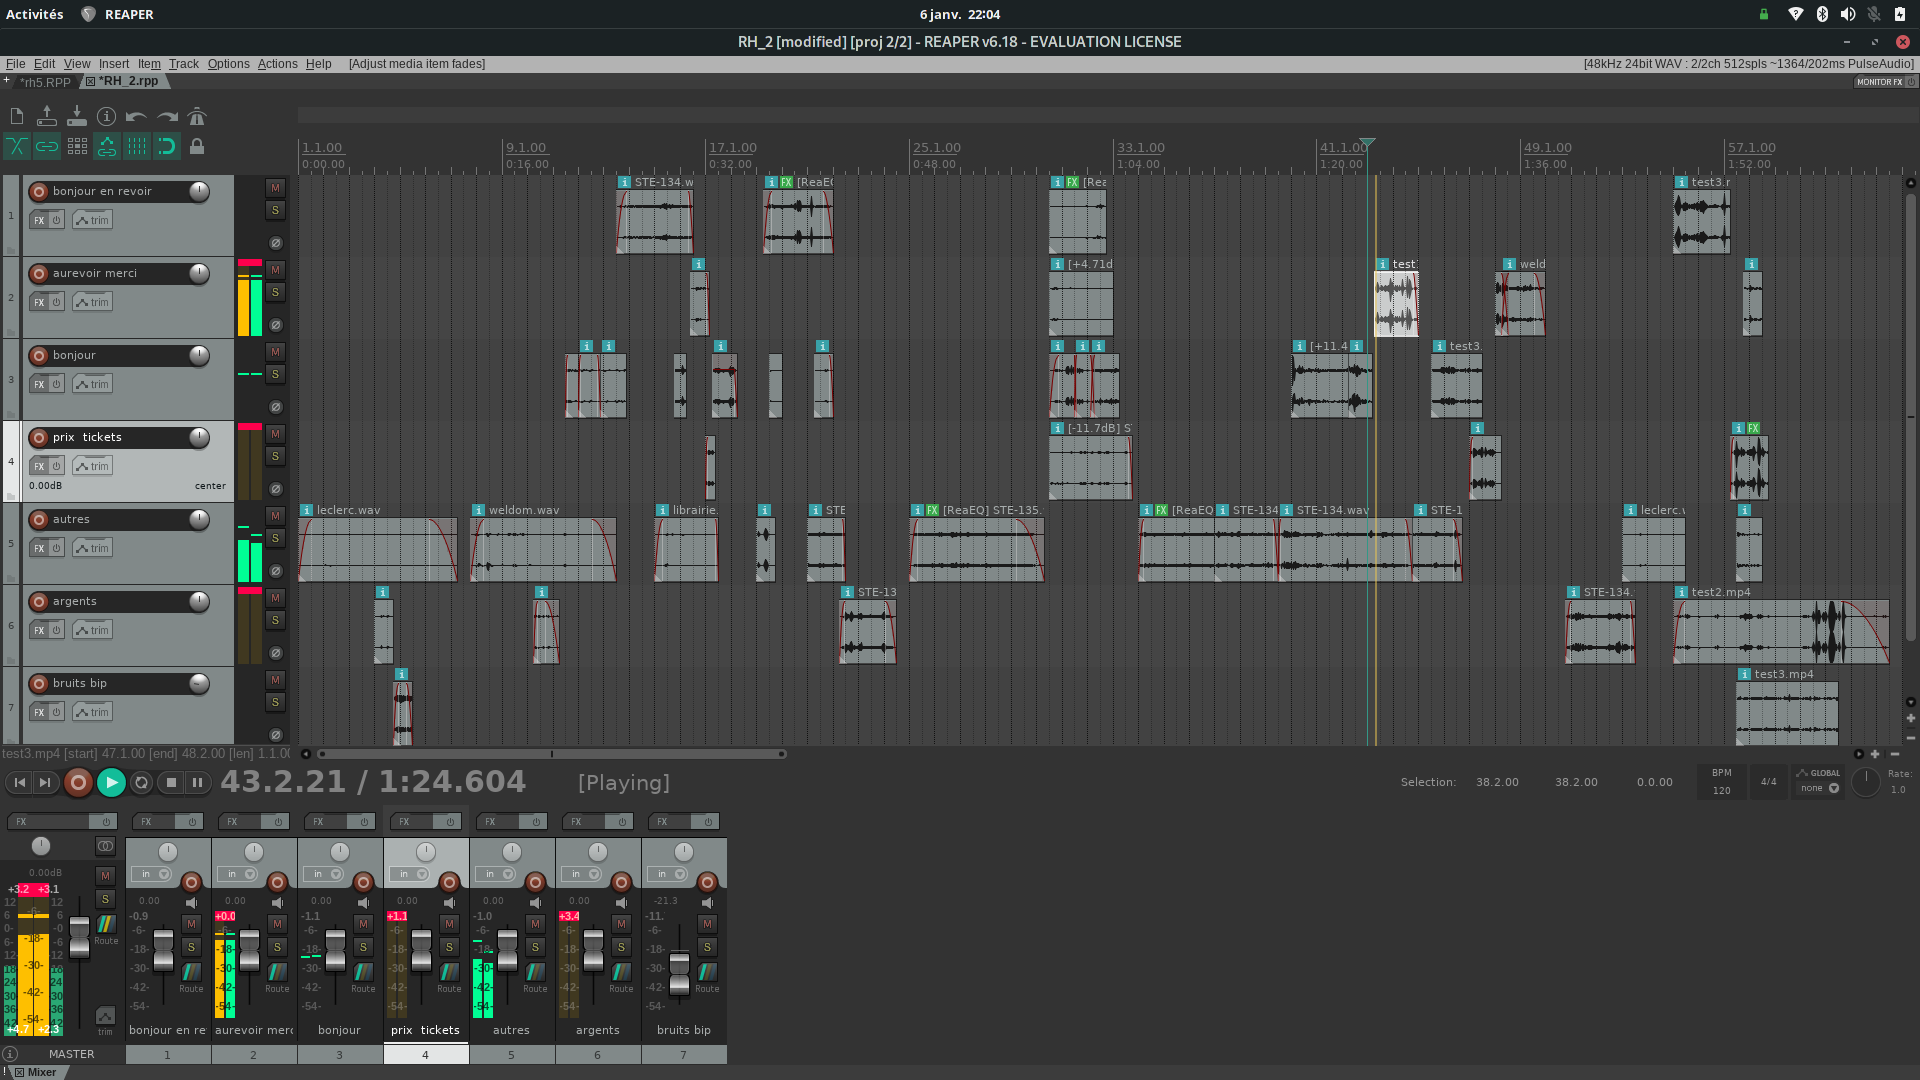 Activités REAPER 6 janv. 22:04
RH_2 [modified] [proj 2/2] - REAPER v6.18 - EVALUATION LICENSE
File Edit View Insert Item Track Options Actions Help [Adjust media item fades] [48kHz 24bit WAV : 2/2ch 512spls ~1364/202ms PulseAudio]
*rh5.RPP *RH_2.rpp MONITOR FX
1.1.00 9.1.00 17.1.00 25.1.00 33.1.00 41.1.00 49.1.00 57.1.00
0:00.00 0:16.00 0:32.00 0:48.00 1:04.00 1:20.00 1:36.00 1:52.00
STE-134.w FX [ReaE FX [Rea test3.r
1 bonjour en revoir M
FX trim S
[+4.71d test weld
2 aurevoir merci M
FX trim S
[+11.4 test3.
3 bonjour M
FX trim S
[-11.7dB] S FX
4 prix tickets M
FX trim S
0.00dB center
leclerc.wav weldom.wav librairie. STE FX [ReaEQ] STE-135. FX [ReaEQ STE-134 STE-134.wav STE-1 leclerc.
5 autres M
FX trim S
STE-13 STE-134. test2.mp4
6 argents M
FX trim S
test3.mp4
7 bruits bip M
FX trim S
test3.mp4 [start] 47.1.00 [end] 48.2.00 [len] 1.1.00
43.2.21 / 1:24.604 [Playing] Selection: 38.2.00 38.2.00 0.0.00 BPM 120 4/4 GLOBAL none Rate: 1.0
FX FX FX FX FX FX FX FX
in in in in in in in
0.00dB M 0.00 0.00 0.00 0.00 0.00 0.00 -21.3
+3.2 +3.1 S -0.9 +0.0 -1.1 +1.1 -1.0 +3.4 -11.
Route Route Route Route Route Route Route Route
+4.7 +2.3 trim
bonjour en re aurevoir merc bonjour prix tickets autres argents bruits bip
MASTER 1 2 3 4 5 6 7
! Mixer